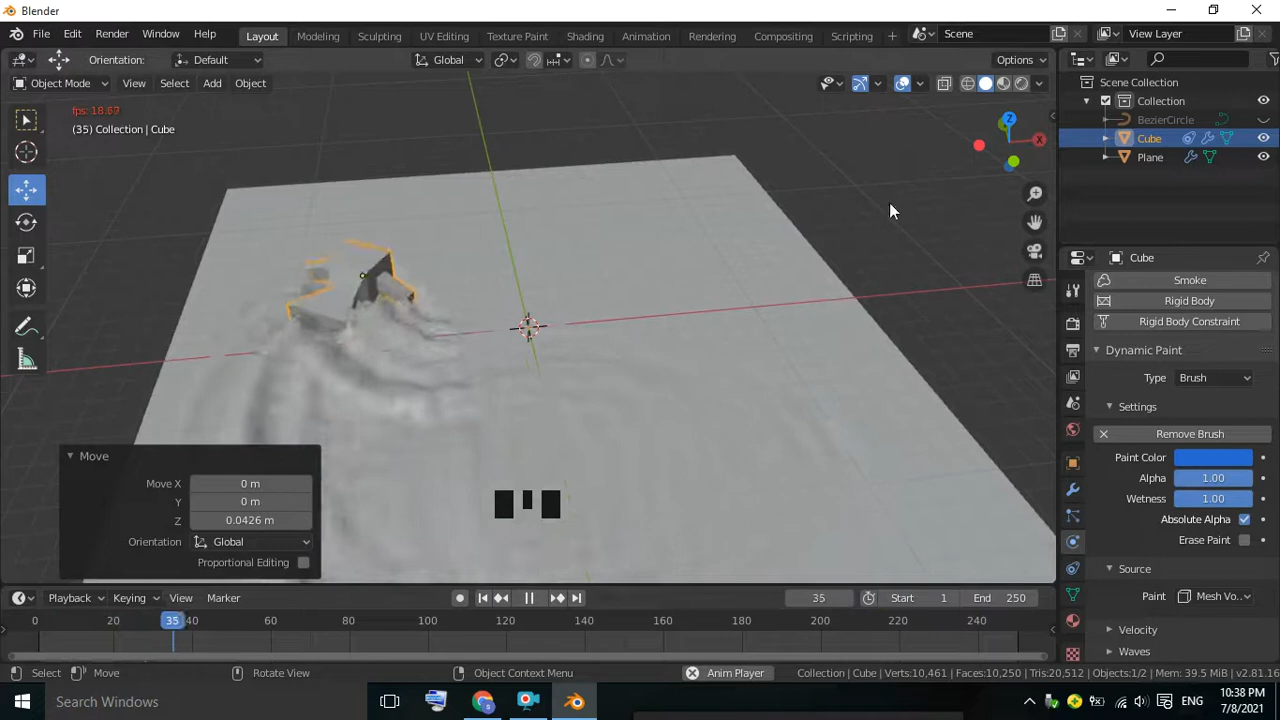 Blender
File Edit Render Window Help Layout Modeling Sculpting UV Editing Texture Paint Shading Animation Rendering Compositing Scripting + Scene View Layer
Orientation: Default Global Options
Object Mode View Select Add Object
fps: 18.67
(35) Collection | Cube
Z
X
Scene Collection
Collection
BezierCircle
Cube
Plane
Cube
Smoke
Rigid Body
Rigid Body Constraint
Dynamic Paint
Type Brush
Settings
Remove Brush
Paint Color
Alpha 1.00
Wetness 1.00
Absolute Alpha
Erase Paint
Source
Paint Mesh Vo...
Velocity
Waves
Move
Move X 0 m
Y 0 m
Z 0.0426 m
Orientation Global
Proportional Editing
Playback Keying View Marker 35 Start 1 End 250
0 20 35 40 60 80 100 120 140 160 180 200 220 240
Select Move Rotate View Object Context Menu Anim Player Collection | Cube | Verts:10,461 | Faces:10,250 | Tris:20,512 | Objects:1/2 | Mem: 39.5 MiB | v2.81.16
Search Windows ENG 10:38 PM
7/8/2021